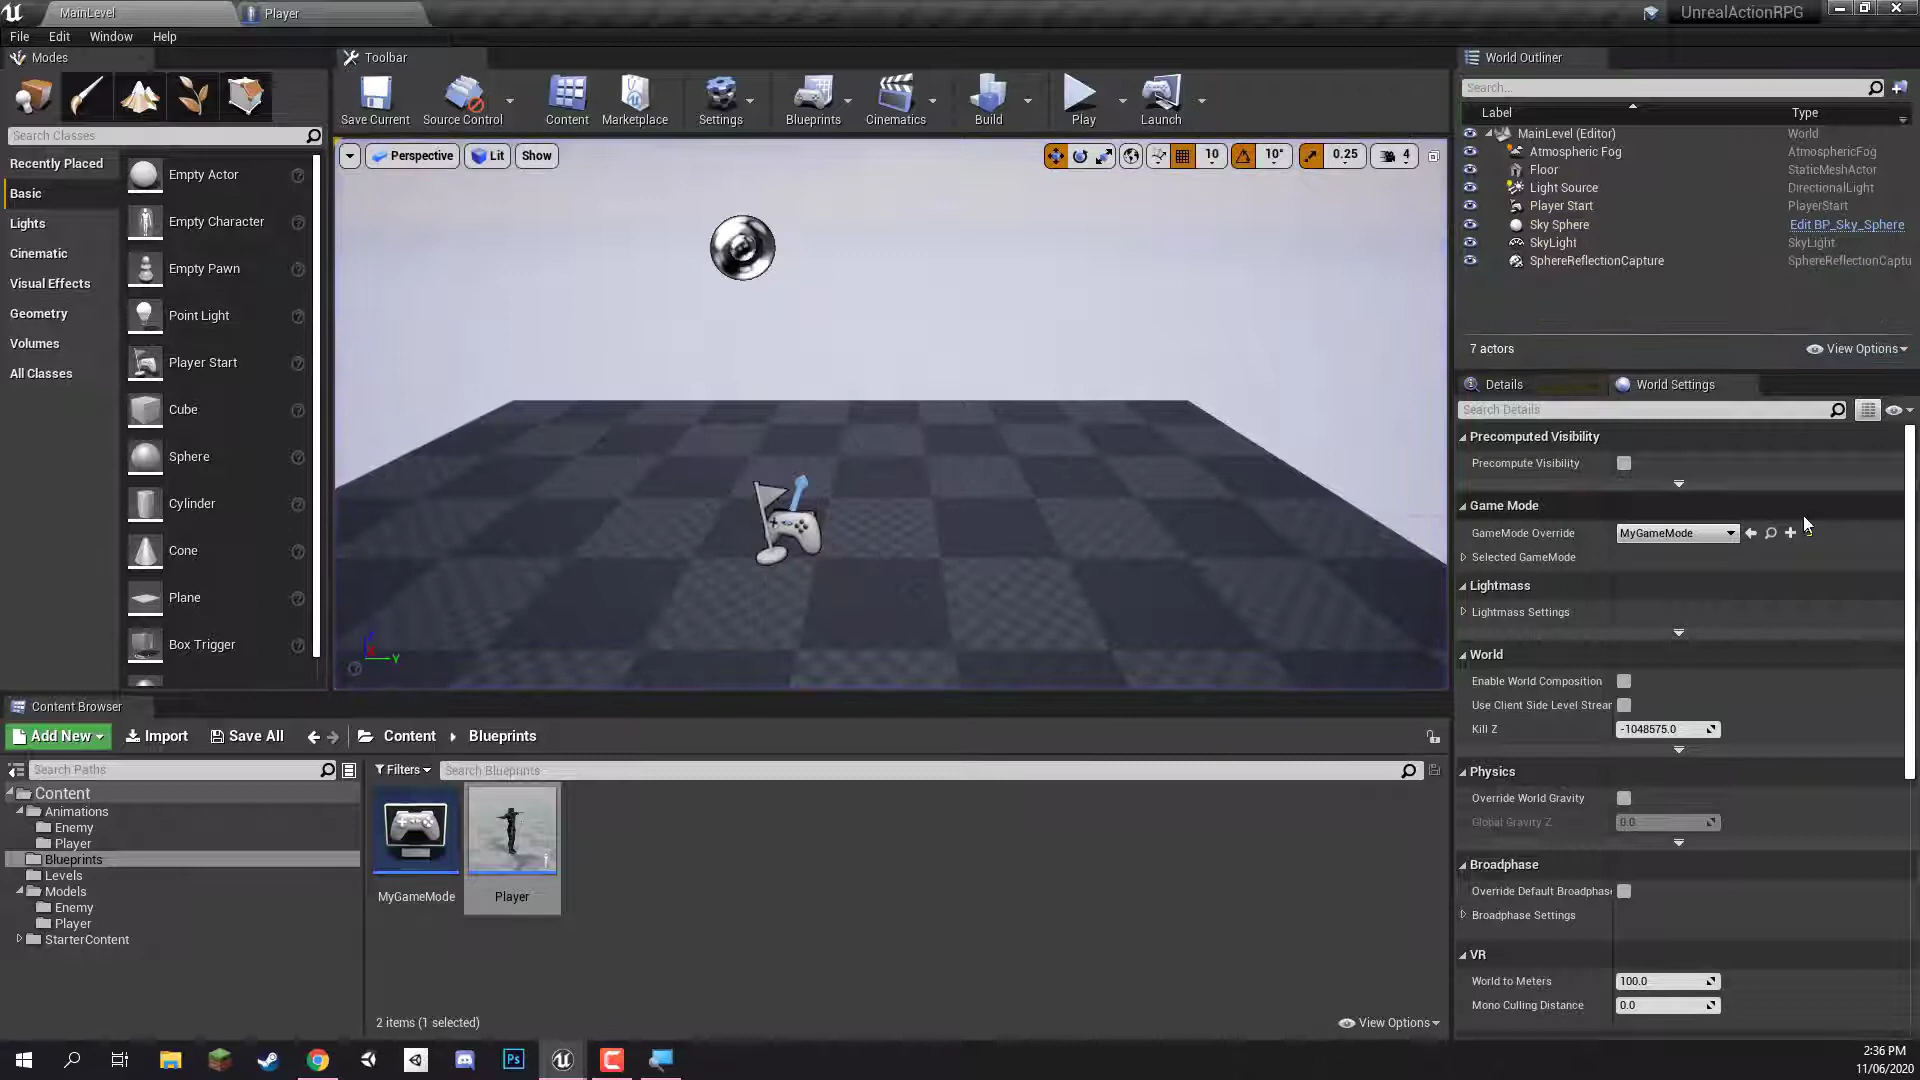 MainLevel
Player
UnrealActionRPG
File Edit Window Help
Modes
Toolbar
Search Classes
Recently Placed
Basic
Lights
Cinematic
Visual Effects
Geometry
Volumes
All Classes
Empty Actor
Empty Character
Empty Pawn
Point Light
Player Start
Cube
Sphere
Cylinder
Cone
Plane
Box Trigger
Save Current
Source Control
Content
Marketplace
Settings
Blueprints
Cinematics
Build
Play
Launch
Perspective
Lit
Show
10
10°
0.25
4
X
Y
World Outliner
Search...
Label Type
MainLevel (Editor) World
Atmospheric Fog AtmosphericFog
Floor StaticMeshActor
Light Source DirectionalLight
Player Start PlayerStart
Sky Sphere Edit BP_Sky_Sphere
SkyLight SkyLight
SphereReflectionCapture SphereReflectionCaptu
7 actors
View Options
Details
World Settings
Search Details
Precomputed Visibility
Precompute Visibility
Game Mode
GameMode Override MyGameMode
Selected GameMode
Lightmass
Lightmass Settings
World
Enable World Composition
Use Client Side Level Strear
Kill Z -1048575.0
Physics
Override World Gravity
Global Gravity Z 0.0
Broadphase
Override Default Broadphas
Broadphase Settings
VR
World to Meters 100.0
Mono Culling Distance 0.0
Content Browser
Add New
Import
Save All
Content
Blueprints
Search Paths
Filters
Search Blueprints
Content
Animations
Enemy
Player
Blueprints
Levels
Models
Enemy
Player
StarterContent
MyGameMode
Player
2 items (1 selected)
View Options
Ps
2:36 PM
11/06/2020